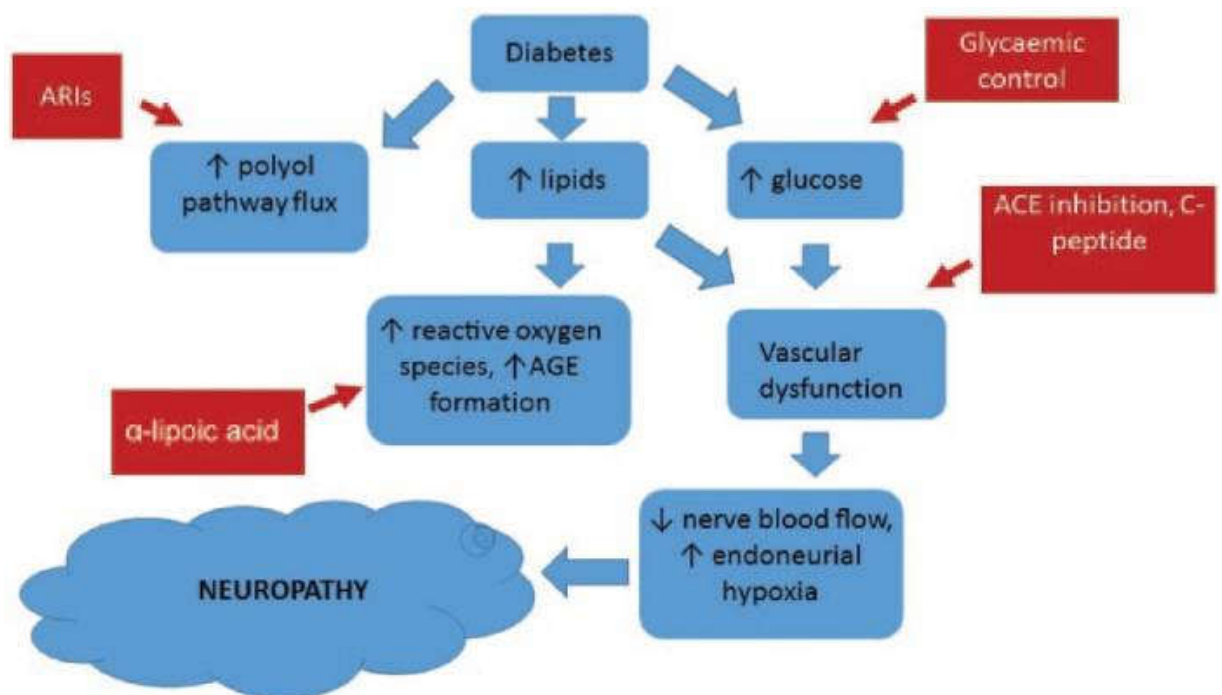 Diabetes
Glycaemic
control
ARIs
↑ polyol
pathway flux
↑ lipids
↑ glucose
ACE inhibition, C-
peptide
↑ reactive oxygen
species, ↑AGE
formation
Vascular
dysfunction
α-lipoic acid
↓ nerve blood flow,
↑ endoneurial
hypoxia
NEUROPATHY